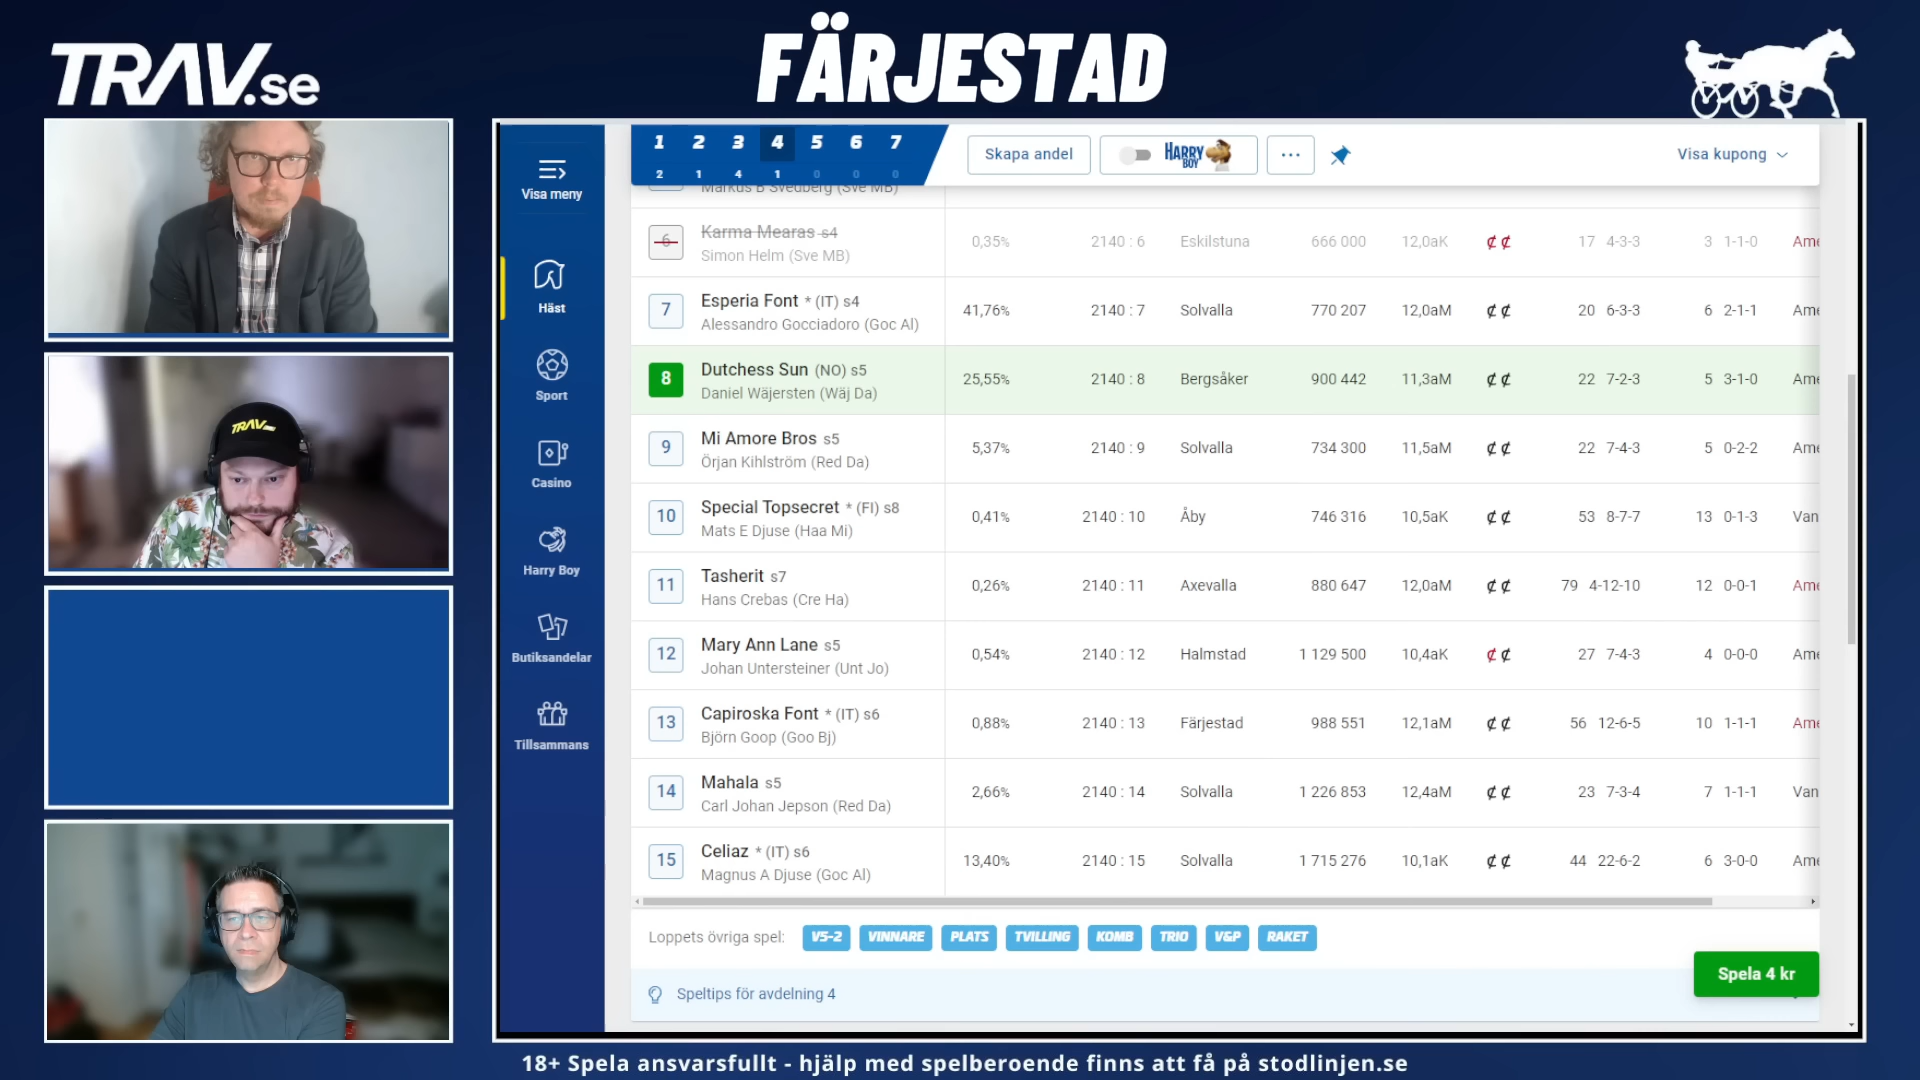 TRAV.se
FÄRJESTAD
1 2 3 4 5 6 7
2 1 4 1 0 0 0
Skapa andel
HARRY BOY
...
Visa kupong
Visa meny
Häst
Sport
Casino
Harry Boy
Butiksandelar
Tillsammans
Markus B Svedberg (Sve MB)
6 Karma Mearas s4 0,35% 2140 : 6 Eskilstuna 666 000 12,0aK ¢ ¢ 17 4-3-3 3 1-1-0 Ame
Simon Helm (Sve MB)
7 Esperia Font * (IT) s4 41,76% 2140 : 7 Solvalla 770 207 12,0aM ¢ ¢ 20 6-3-3 6 2-1-1 Ame
Alessandro Gocciadoro (Goc Al)
8 Dutchess Sun (NO) s5 25,55% 2140 : 8 Bergsåker 900 442 11,3aM ¢ ¢ 22 7-2-3 5 3-1-0 Ame
Daniel Wäjersten (Wäj Da)
9 Mi Amore Bros s5 5,37% 2140 : 9 Solvalla 734 300 11,5aM ¢ ¢ 22 7-4-3 5 0-2-2 Ame
Örjan Kihlström (Red Da)
10 Special Topsecret * (FI) s8 0,41% 2140 : 10 Åby 746 316 10,5aK ¢ ¢ 53 8-7-7 13 0-1-3 Van
Mats E Djuse (Haa Mi)
11 Tasherit s7 0,26% 2140 : 11 Axevalla 880 647 12,0aM ¢ ¢ 79 4-12-10 12 0-0-1 Ame
Hans Crebas (Cre Ha)
12 Mary Ann Lane s5 0,54% 2140 : 12 Halmstad 1 129 500 10,4aK ¢ ¢ 27 7-4-3 4 0-0-0 Ame
Johan Untersteiner (Unt Jo)
13 Capiroska Font * (IT) s6 0,88% 2140 : 13 Färjestad 988 551 12,1aM ¢ ¢ 56 12-6-5 10 1-1-1 Ame
Björn Goop (Goo Bj)
14 Mahala s5 2,66% 2140 : 14 Solvalla 1 226 853 12,4aM ¢ ¢ 23 7-3-4 7 1-1-1 Van
Carl Johan Jepson (Red Da)
15 Celiaz * (IT) s6 13,40% 2140 : 15 Solvalla 1 715 276 10,1aK ¢ ¢ 44 22-6-2 6 3-0-0 Ame
Magnus A Djuse (Goc Al)
Loppets övriga spel: V5-2 VINNARE PLATS TVILLING KOMB TRIO V&P RAKET
Spela 4 kr
Speltips för avdelning 4
TRAV.se
18+ Spela ansvarsfullt - hjälp med spelberoende finns att få på stodlinjen.se